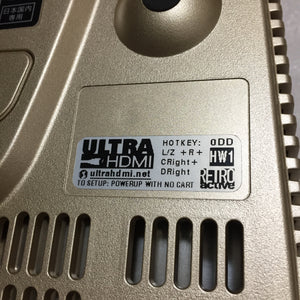 日本国内
専用
ULTRA HOTKEY: ODD
HDMI L/Z +R+ HW1
CRight+
ultrahdmi.net DRight RETRO active
TO SETUP: POWERUP WITH NO CART